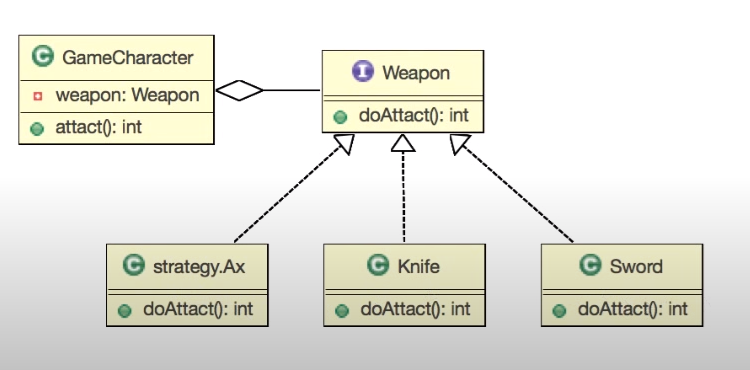 C GameCharacter
weapon: Weapon
attact(): int
I Weapon
doAttact(): int
C strategy.Ax
doAttact(): int
C Knife
doAttact(): int
C Sword
doAttact(): int